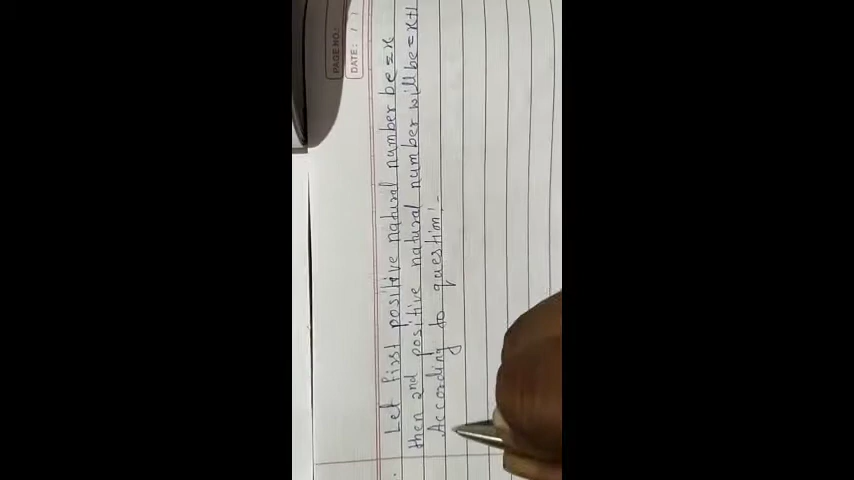 PAGE NO.:
DATE: / /
Let first positive natural number be = x
then 2nd positive natural number will be = x+1
According to question:-